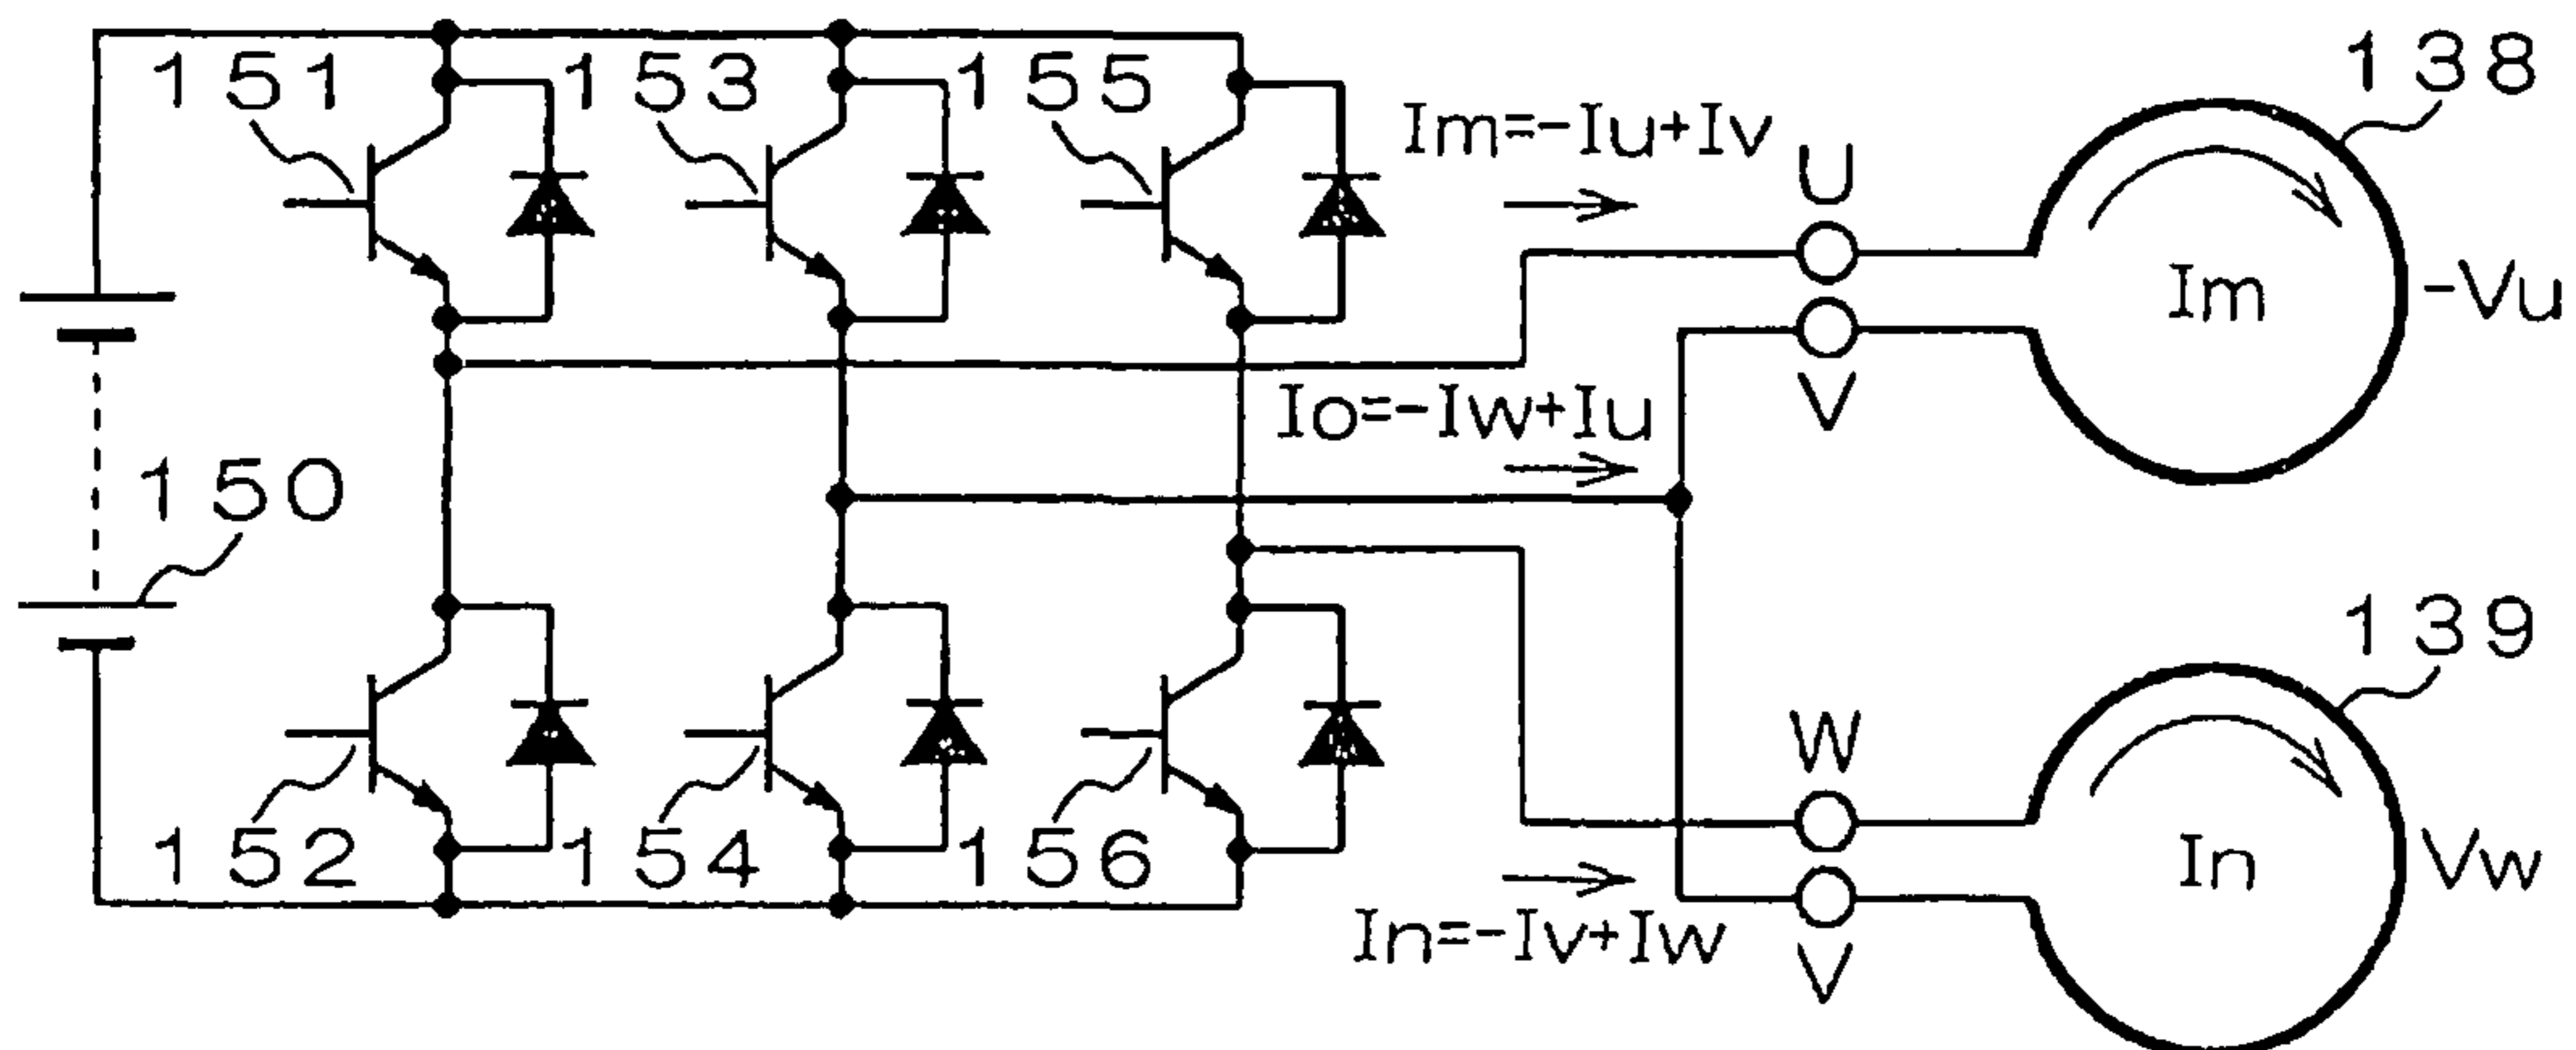 151
153
155
138
Im=-Iu+Iv
U
Im
-Vu
V
Io=-Iw+Iu
150
139
W
152
154
156
In
Vw
In=-Iv+Iw
V